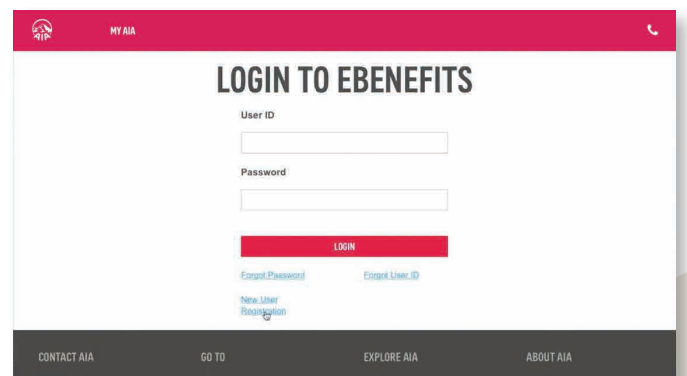 AIA
MY AIA
LOGIN TO EBENEFITS
User ID
Password
LOGIN
Forgot Password
Forgot User ID
New User
Registration
CONTACT AIA
GO TO
EXPLORE AIA
ABOUT AIA